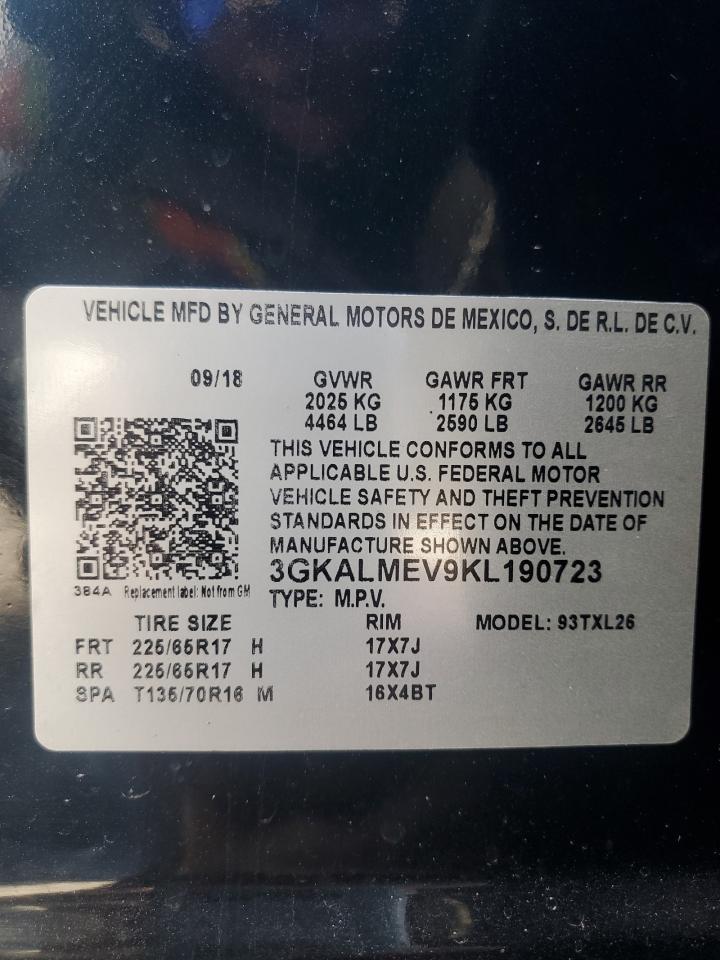 VEHICLE MFD BY GENERAL MOTORS DE MEXICO, S. DE R.L. DE C.V.
09/18 GVWR GAWR FRT GAWR RR
2025 KG 1175 KG 1200 KG
4464 LB 2590 LB 2645 LB
THIS VEHICLE CONFORMS TO ALL
APPLICABLE U.S. FEDERAL MOTOR
VEHICLE SAFETY AND THEFT PREVENTION
STANDARDS IN EFFECT ON THE DATE OF
MANUFACTURE SHOWN ABOVE.
3GKALMEV9KL190723
384A Replacement label: Not from GM
TYPE: M.P.V.
TIRE SIZE RIM MODEL: 93TXL26
FRT 225/65R17 H 17X7J
RR 225/65R17 H 17X7J
SPA T135/70R16 M 16X4BT